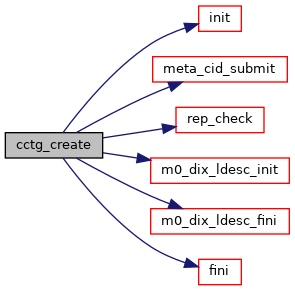 init
meta_cid_submit
rep_check
cctg_create
m0_dix_ldesc_init
m0_dix_ldesc_fini
fini